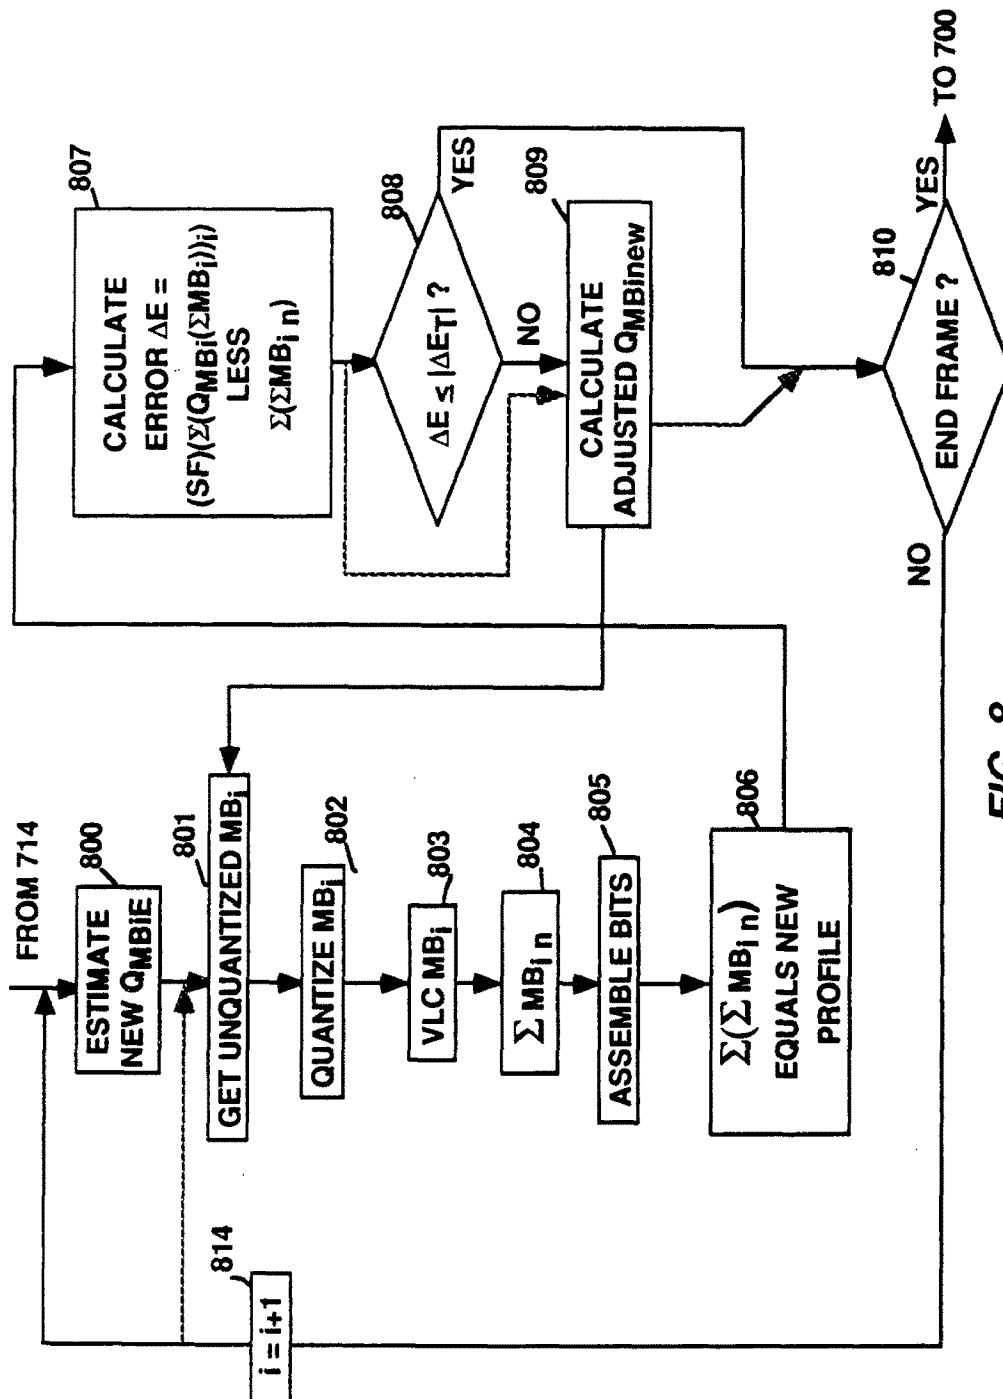 FROM 714
800
ESTIMATE
NEW QMBiE
801
GET UNQUANTIZED MBi
802
QUANTIZE MBi
803
VLC MBi
804
Σ MBi n
805
ASSEMBLE BITS
806
Σ(Σ MBi n)
EQUALS NEW
PROFILE
807
CALCULATE
ERROR ΔE =
(SF)(Σ(QMBi(ΣMBi))i)
LESS
Σ(ΣMBi n)
808
ΔE ≤ |ΔET| ?
YES
NO
809
CALCULATE
ADJUSTED QMBinew
810
END FRAME ?
YES
TO 700
NO
814
i = i+1
FIG. 8